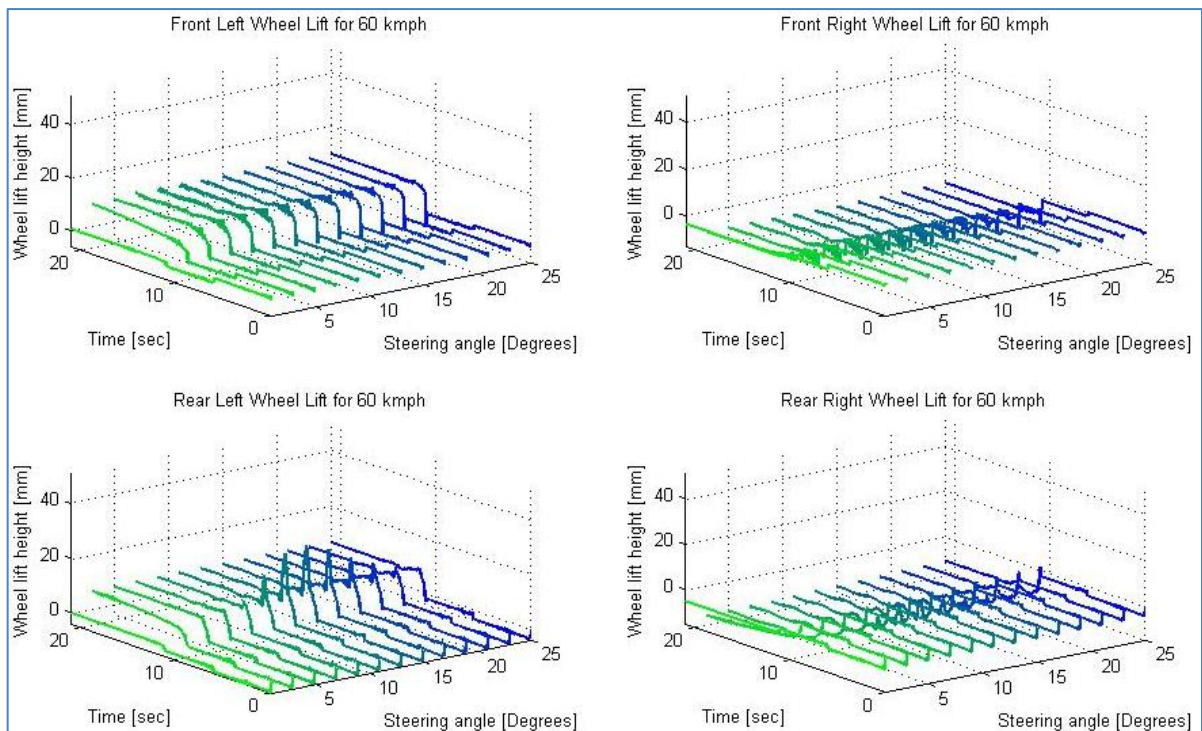 Front Left Wheel Lift for 60 kmph
Wheel lift height [mm]
40
20
0
20
10
0
Time [sec]
5
10
15
20
25
Steering angle [Degrees]
Front Right Wheel Lift for 60 kmph
Wheel lift height [mm]
40
20
0
20
10
0
Time [sec]
5
10
15
20
25
Steering angle [Degrees]
Rear Left Wheel Lift for 60 kmph
Wheel lift height [mm]
40
20
0
20
10
0
Time [sec]
5
10
15
20
25
Steering angle [Degrees]
Rear Right Wheel Lift for 60 kmph
Wheel lift height [mm]
40
20
0
20
10
0
Time [sec]
5
10
15
20
25
Steering angle [Degrees]